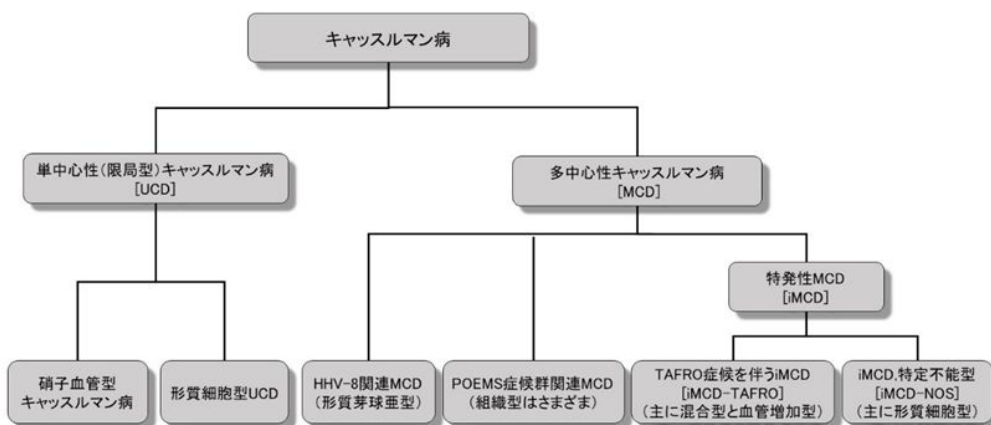 キャッスルマン病
単中心性(限局型)キャッスルマン病
[UCD]
多中心性キャッスルマン病
[MCD]
特発性MCD
[iMCD]
硝子血管型
キャッスルマン病
形質細胞型UCD
HHV-8関連MCD
(形質芽球亜型)
POEMS症候群関連MCD
(組織型はさまざま)
TAFRO症候を伴うiMCD
[iMCD-TAFRO]
(主に混合型と血管増加型)
iMCD,特定不能型
[iMCD-NOS]
(主に形質細胞型)